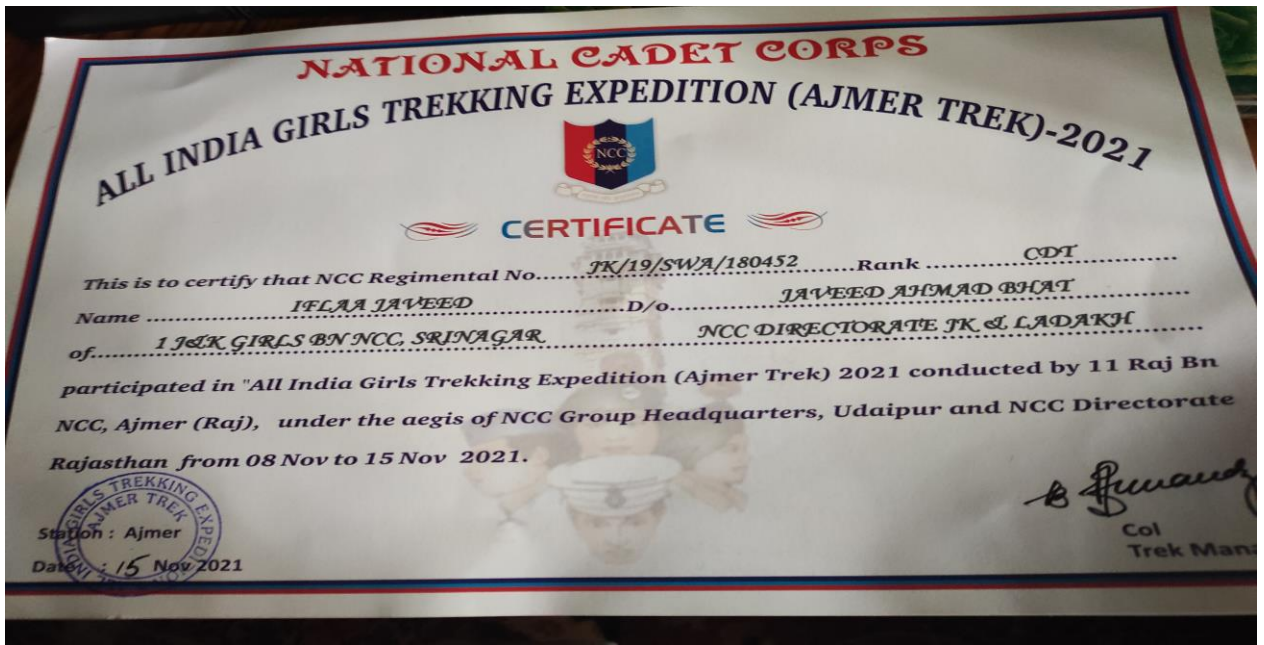 NATIONAL CADET CORPS
ALL INDIA GIRLS TREKKING EXPEDITION (AJMER TREK)-2021
NCC
CERTIFICATE
This is to certify that NCC Regimental No......JK/19/SWA/180452.........Rank ..............CDT..................
Name ......................IFLAA JAVEED........................D/o..................JAVEED AHMAD BHAT..................
of............1 J&K GIRLS BN NCC, SRINAGAR......................NCC DIRECTORATE JK & LADAKH............
participated in "All India Girls Trekking Expedition (Ajmer Trek) 2021 conducted by 11 Raj Bn
NCC, Ajmer (Raj), under the aegis of NCC Group Headquarters, Udaipur and NCC Directorate
Rajasthan from 08 Nov to 15 Nov 2021.
INDIA GIRLS TREKKING EXPEDITION
AJMER TREK
Station : Ajmer
Date : 15 Nov 2021
Col
Trek Mana